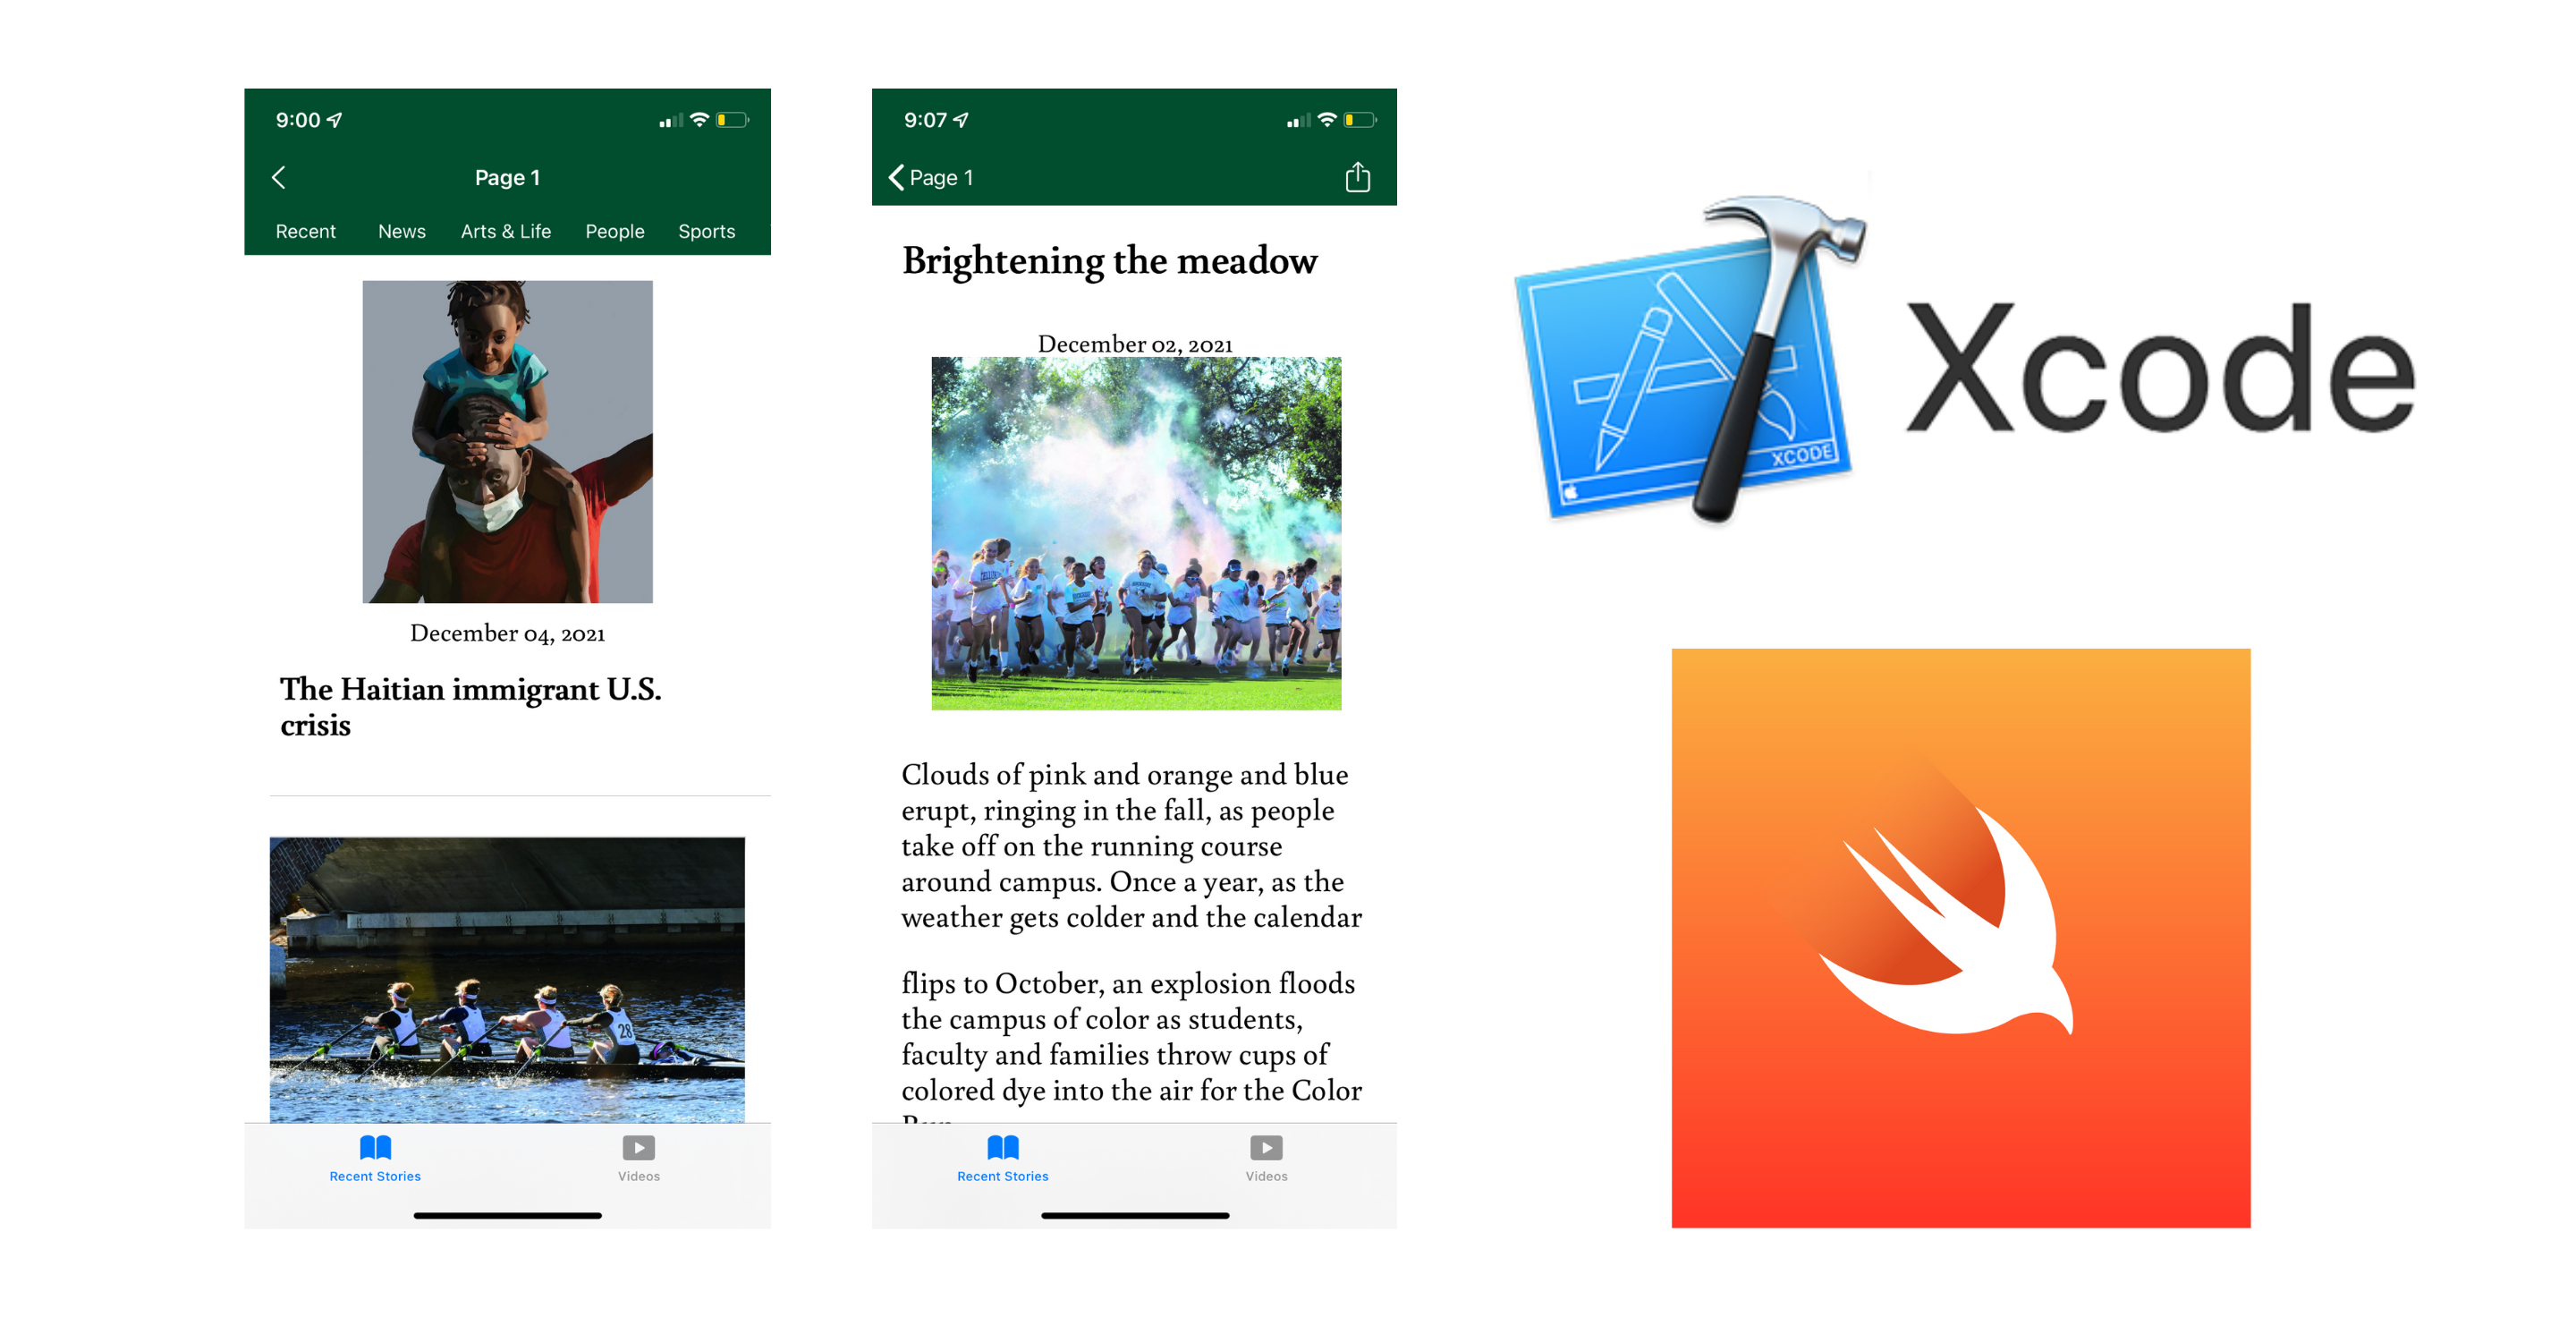 9:00
Page 1
Recent News Arts & Life People Sports
December 04, 2021
The Haitian immigrant U.S.
crisis
28
Recent Stories Videos
9:07
Page 1
Brightening the meadow
December 02, 2021
Clouds of pink and orange and blue
erupt, ringing in the fall, as people
take off on the running course
around campus. Once a year, as the
weather gets colder and the calendar
flips to October, an explosion floods
the campus of color as students,
faculty and families throw cups of
colored dye into the air for the Color
Recent Stories Videos
XCODE
Xcode